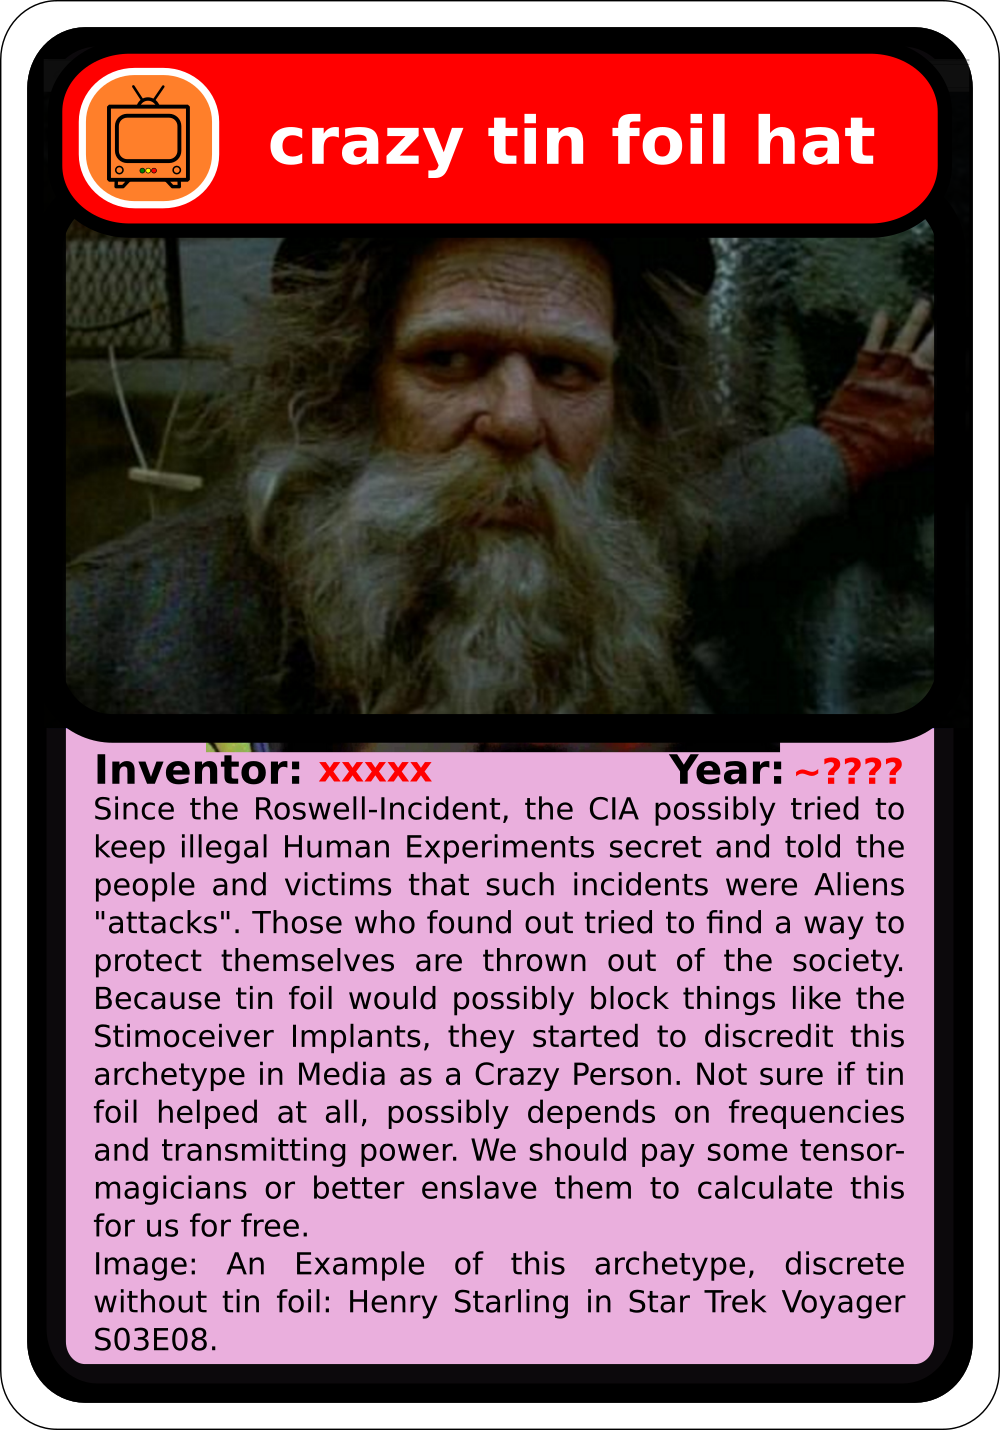 crazy tin foil hat
Inventor: xxxxx Year: ~????
Since the Roswell-Incident, the CIA possibly tried to
keep illegal Human Experiments secret and told the
people and victims that such incidents were Aliens
"attacks". Those who found out tried to find a way to
protect themselves are thrown out of the society.
Because tin foil would possibly block things like the
Stimoceiver Implants, they started to discredit this
archetype in Media as a Crazy Person. Not sure if tin
foil helped at all, possibly depends on frequencies
and transmitting power. We should pay some tensor-
magicians or better enslave them to calculate this
for us for free.
Image: An Example of this archetype, discrete
without tin foil: Henry Starling in Star Trek Voyager
S03E08.